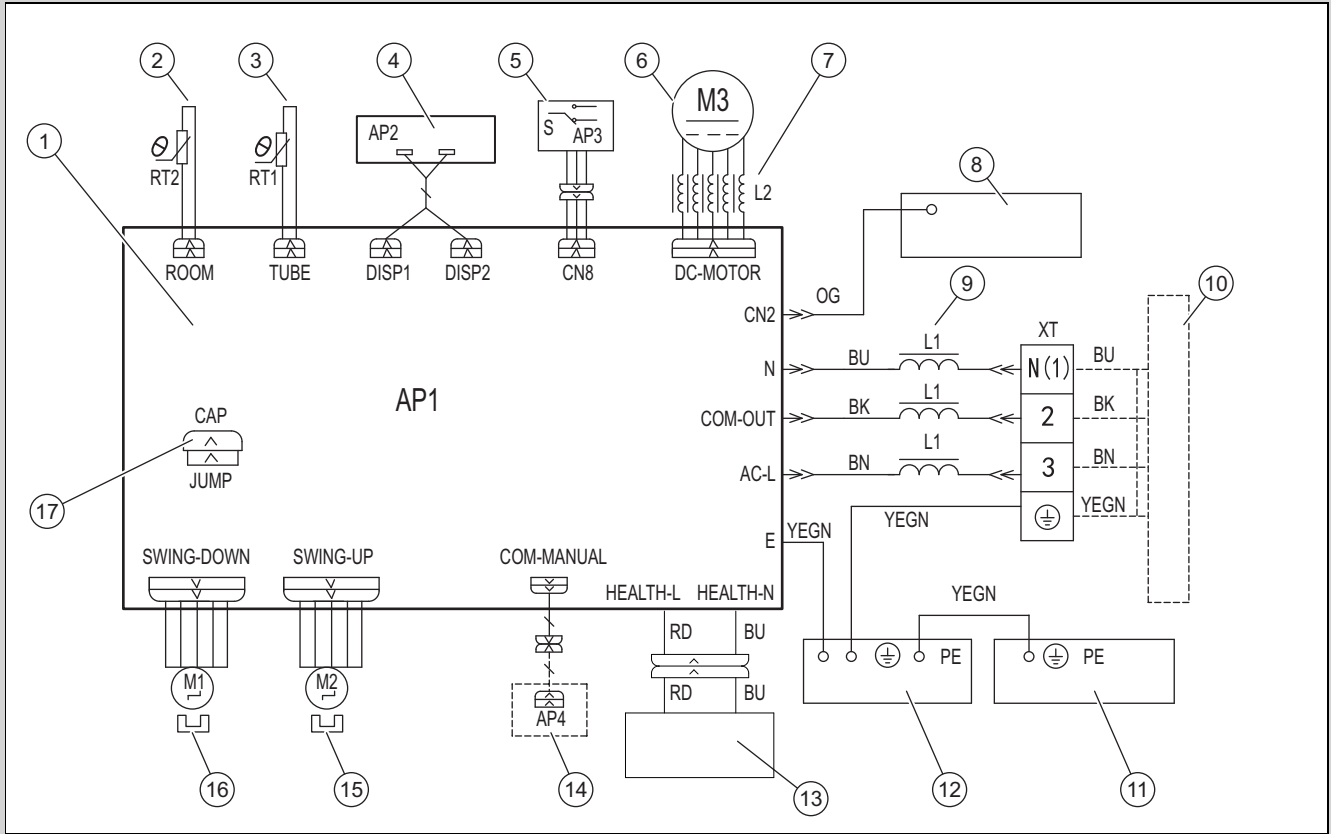 2
3
4
5
6
7
M3
1
AP2
S
AP3
RT2
RT1
L2
8
ROOM
TUBE
DISP1
DISP2
CN8
DC-MOTOR
CN2
OG
9
10
XT
N
BU
L1
N(1)
BU
COM-OUT
BK
L1
2
BK
AC-L
BN
L1
3
BN
YEGN
YEGN
AP1
CAP
JUMP
17
E
YEGN
SWING-DOWN
SWING-UP
COM-MANUAL
HEALTH-L
HEALTH-N
YEGN
RD
BU
PE
PE
M1
M2
AP4
RD
BU
16
15
14
13
12
11